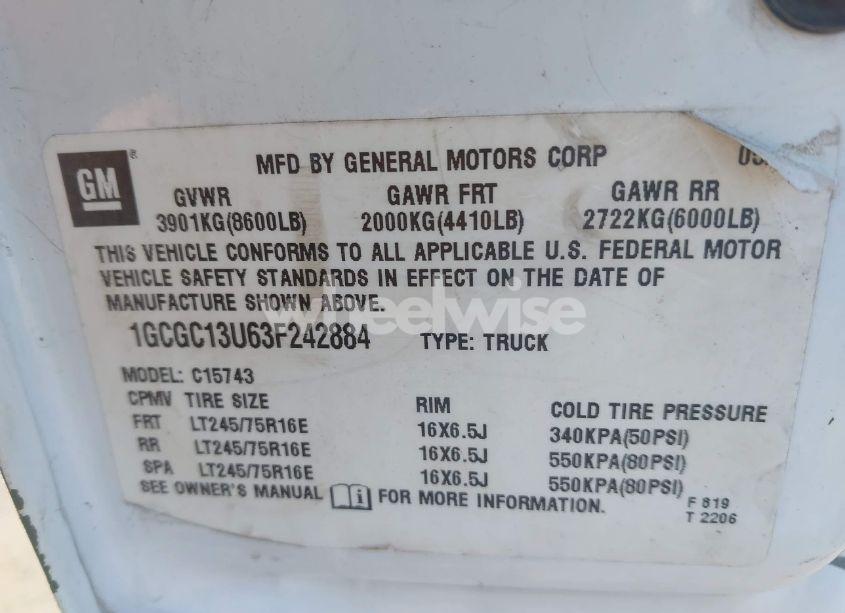 GM
MFD BY GENERAL MOTORS CORP
GVWR GAWR FRT GAWR RR
3901KG(8600LB) 2000KG(4410LB) 2722KG(6000LB)
THIS VEHICLE CONFORMS TO ALL APPLICABLE U.S. FEDERAL MOTOR
VEHICLE SAFETY STANDARDS IN EFFECT ON THE DATE OF
MANUFACTURE SHOWN ABOVE.
wheelwise
1GCGC13U63F242884 TYPE: TRUCK
MODEL: C15743
CPMV TIRE SIZE RIM COLD TIRE PRESSURE
FRT LT245/75R16E 16X6.5J 340KPA(50PSI)
RR LT245/75R16E 16X6.5J 550KPA(80PSI)
SPA LT245/75R16E 16X6.5J 550KPA(80PSI)
SEE OWNER'S MANUAL i FOR MORE INFORMATION.
F 819
T 2206